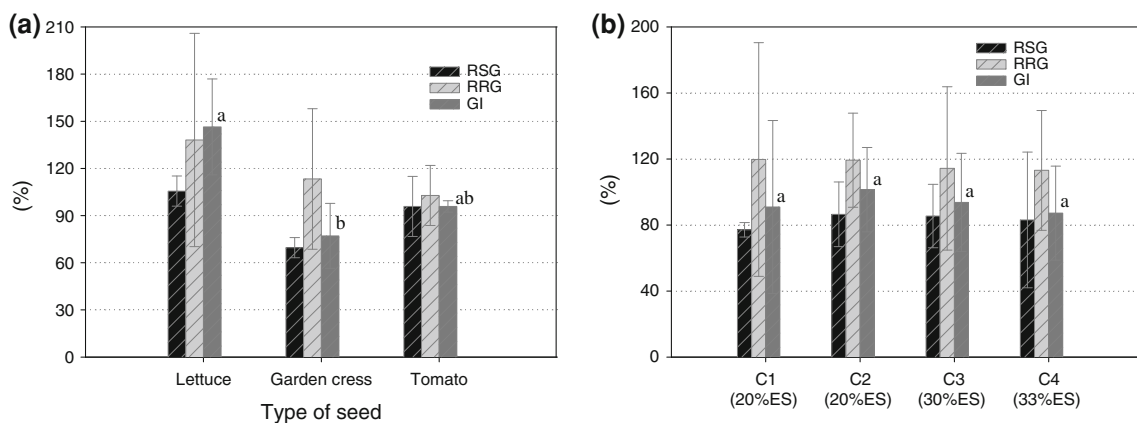 (a)
210
180
150
120
90
60
30
0
(%)
RSG
RRG
GI
a
b
ab
Lettuce Garden cress Tomato
Type of seed
(b)
200
160
120
80
40
0
(%)
RSG
RRG
GI
a
a
a
a
C1 C2 C3 C4
(20%ES) (20%ES) (30%ES) (33%ES)